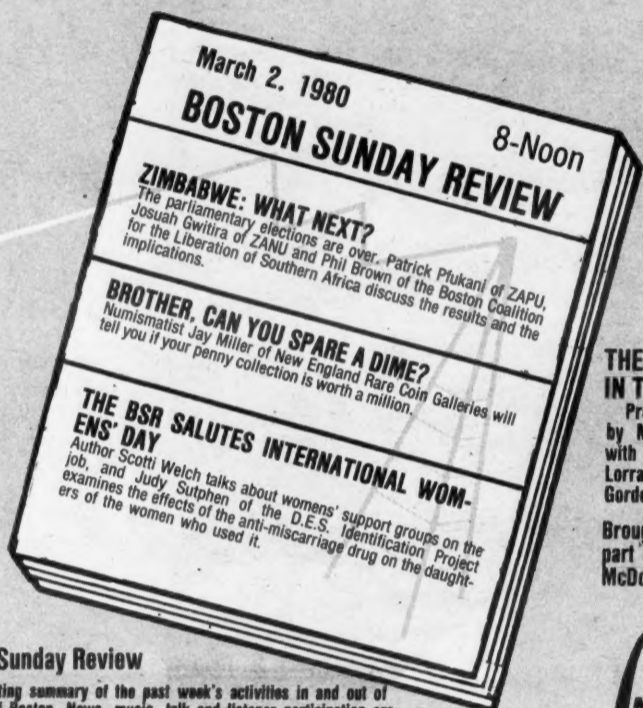 March 2, 1980
8-Noon
BOSTON SUNDAY REVIEW
ZIMBABWE: WHAT NEXT?
The parliamentary elections are over. Patrick Pfukani of ZAPU,
Josuah Gwitira of ZANU and Phil Brown of the Boston Coalition
for the Liberation of Southern Africa discuss the results and the
implications.
BROTHER, CAN YOU SPARE A DIME?
Numismatist Jay Miller of New England Rare Coin Galleries will
tell you if your penny collection is worth a million.
THE BSR SALUTES INTERNATIONAL WOM-
ENS' DAY
Author Scotti Welch talks about womens' support groups on the
job, and Judy Sutphen of the D.E.S. Identification Project
examines the effects of the anti-miscarriage drug on the daught-
ers of the women who used it.
Sunday Review
ting summary of the past week's activities in and out of
Boston. News, music, talk and listener participation are
THE
IN T
Pr
by
with
Lorra
Gord
Broug
part
McDo